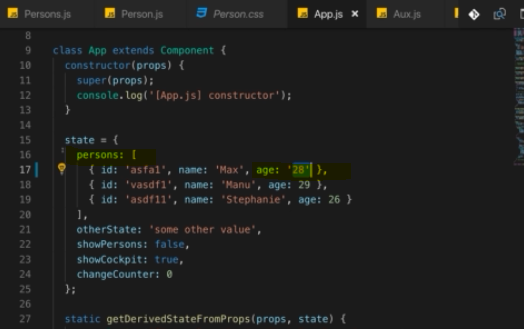 Persons.js Person.js Person.css App.js Aux.js
8
9 class App extends Component {
10 constructor(props) {
11 super(props);
12 console.log('[App.js] constructor');
13 }
14
15 state = {
16 persons: [
17 { id: 'asfa1', name: 'Max', age: '28' },
18 { id: 'vasdf1', name: 'Manu', age: 29 },
19 { id: 'asdf11', name: 'Stephanie', age: 26 }
20 ],
21 otherState: 'some other value',
22 showPersons: false,
23 showCockpit: true,
24 changeCounter: 0
25 };
26
27 static getDerivedStateFromProps(props, state) {